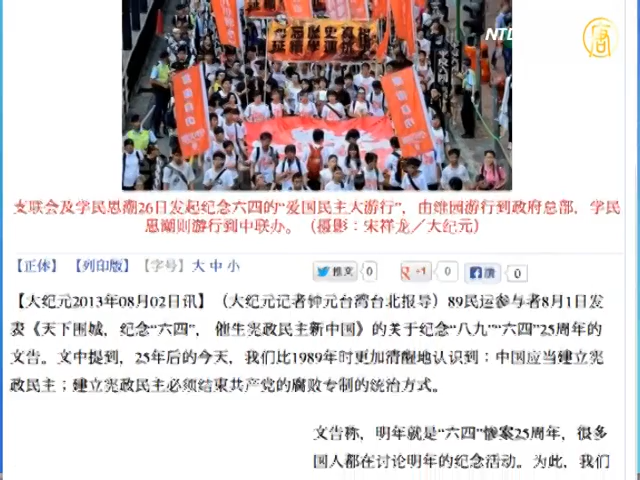 NTD
支联会及学民思潮26日发起纪念六四的“爱国民主大游行”，由维园游行到政府总部，学民
思潮则游行到中联办。（摄影：宋祥龙／大纪元）
【正体】 【列印版】 【字号】大 中 小
推文 0 +1 0 讚 0
【大纪元2013年08月02日讯】（大纪元记者钟元台湾台北报导）89民运参与者8月1日发
表《天下围城，纪念“六四”，催生宪政民主新中国》的关于纪念“八九”“六四”25周年的
文告。文中提到，25年后的今天，我们比1989年时更加清醒地认识到：中国应当建立宪
政民主；建立宪政民主必须结束共产党的腐败专制的统治方式。
文告称，明年就是“六四”惨案25周年，很多
国人都在讨论明年的纪念活动。为此，我们